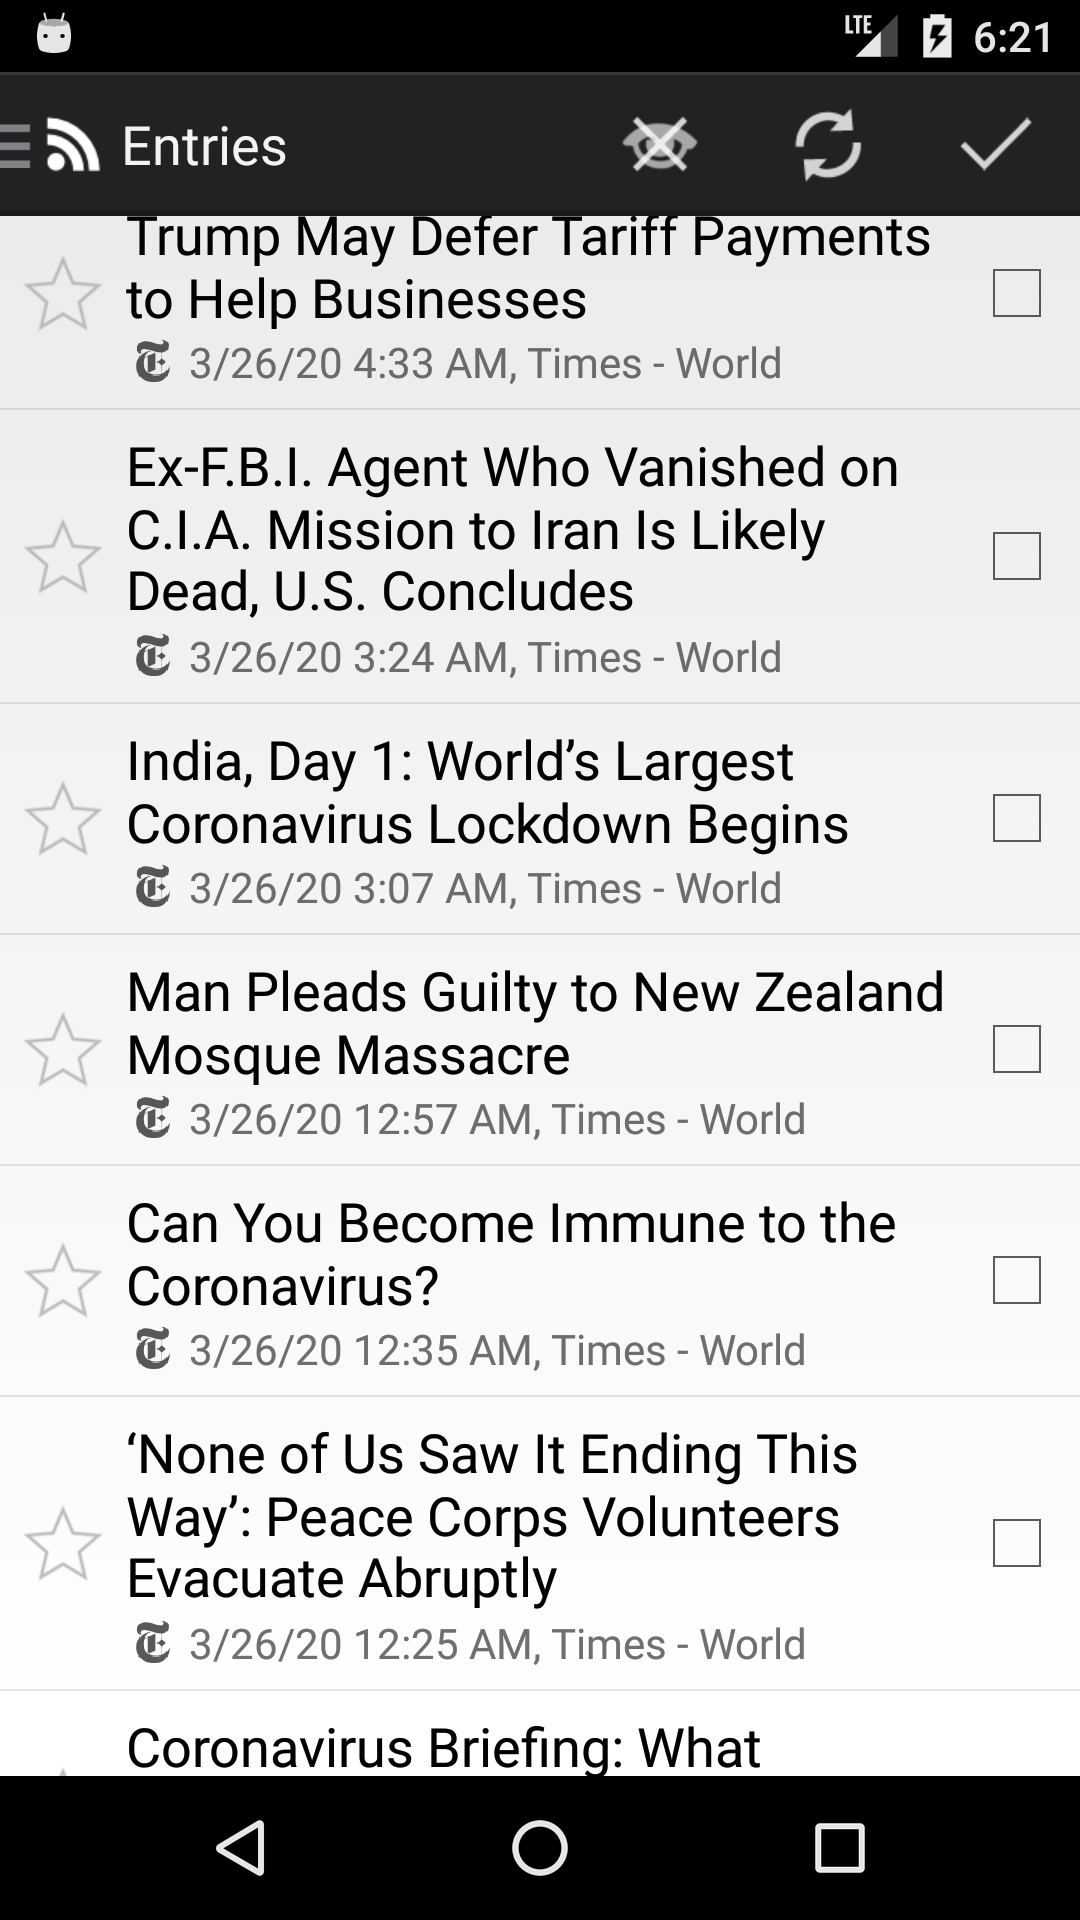 LTE 6:21
Entries
Trump May Defer Tariff Payments
to Help Businesses
3/26/20 4:33 AM, Times - World
Ex-F.B.I. Agent Who Vanished on
C.I.A. Mission to Iran Is Likely
Dead, U.S. Concludes
3/26/20 3:24 AM, Times - World
India, Day 1: World’s Largest
Coronavirus Lockdown Begins
3/26/20 3:07 AM, Times - World
Man Pleads Guilty to New Zealand
Mosque Massacre
3/26/20 12:57 AM, Times - World
Can You Become Immune to the
Coronavirus?
3/26/20 12:35 AM, Times - World
‘None of Us Saw It Ending This
Way’: Peace Corps Volunteers
Evacuate Abruptly
3/26/20 12:25 AM, Times - World
Coronavirus Briefing: What